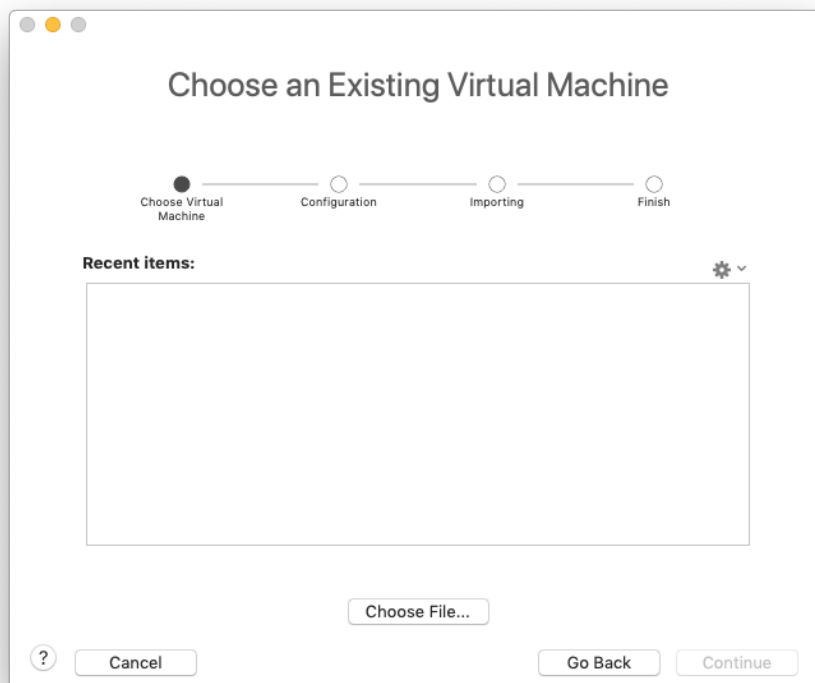 Choose an Existing Virtual Machine
Choose Virtual
Machine
Configuration
Importing
Finish
Recent items:
Choose File...
?
Cancel
Go Back
Continue